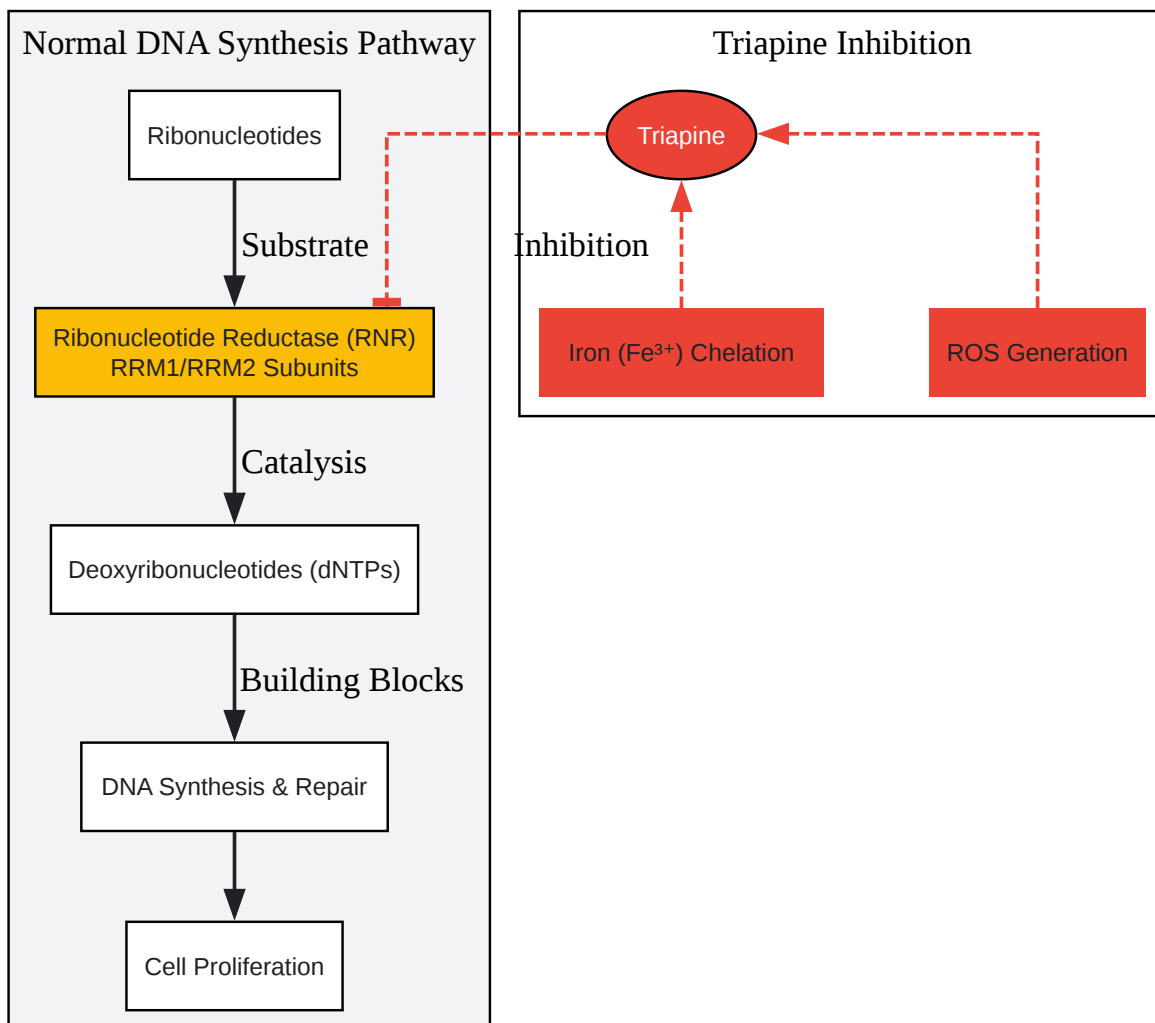 Normal DNA Synthesis Pathway
Ribonucleotides
Substrate
Ribonucleotide Reductase (RNR)
RRM1/RRM2 Subunits
Catalysis
Deoxyribonucleotides (dNTPs)
Building Blocks
DNA Synthesis & Repair
Cell Proliferation
Triapine Inhibition
Triapine
Inhibition
Iron (Fe³⁺) Chelation
ROS Generation